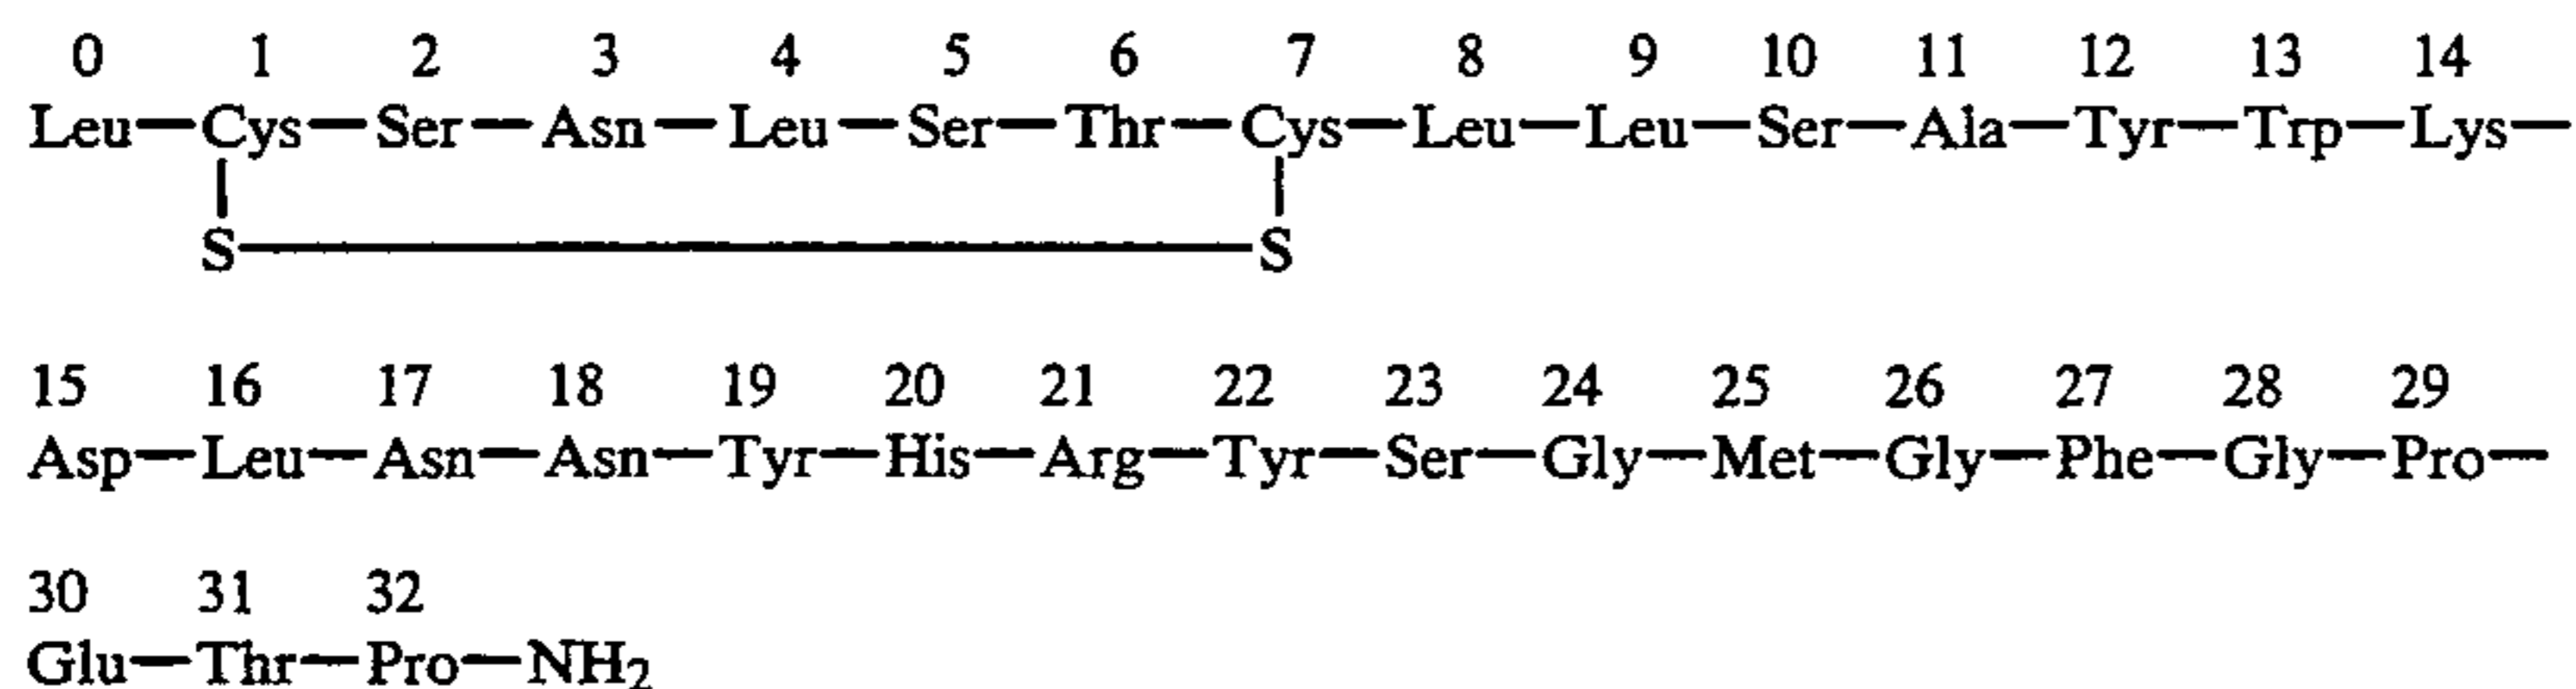 0 1 2 3 4 5 6 7 8 9 10 11 12 13 14
Leu—Cys—Ser—Asn—Leu—Ser—Thr—Cys—Leu—Leu—Ser—Ala—Tyr—Trp—Lys—
S—S
15 16 17 18 19 20 21 22 23 24 25 26 27 28 29
Asp—Leu—Asn—Asn—Tyr—His—Arg—Tyr—Ser—Gly—Met—Gly—Phe—Gly—Pro—
30 31 32
Glu—Thr—Pro—NH₂